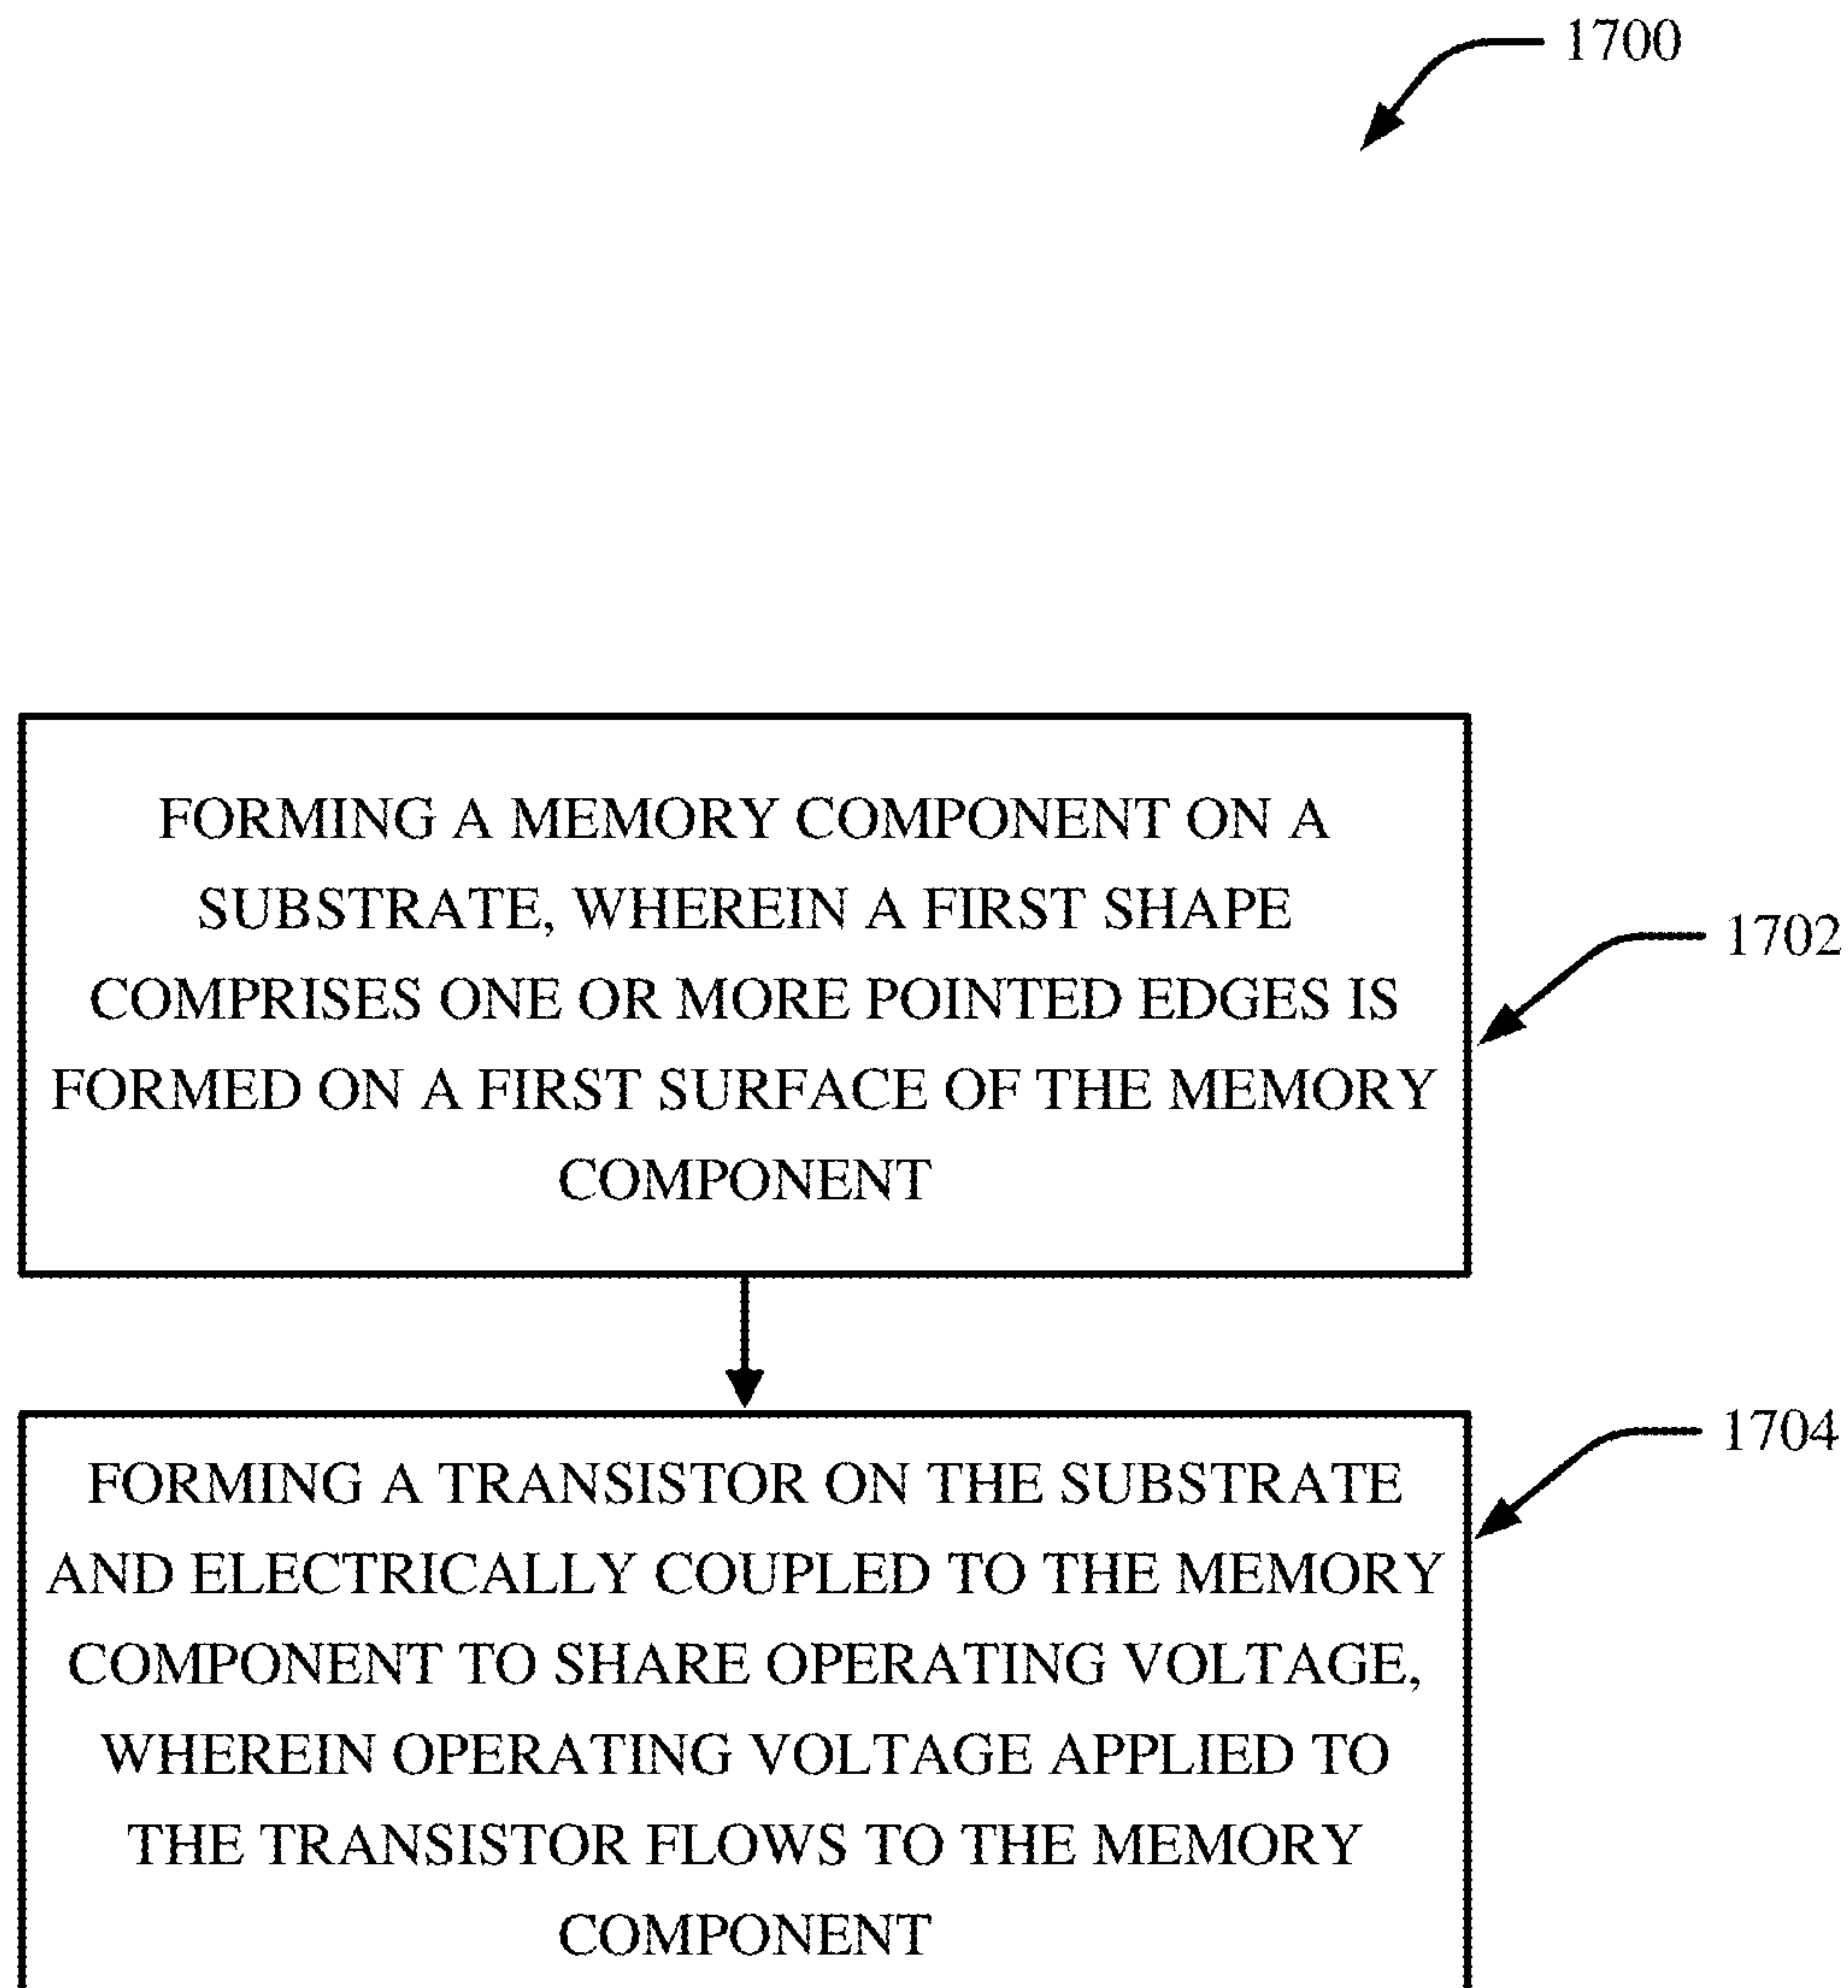 1700
FORMING A MEMORY COMPONENT ON A
SUBSTRATE, WHEREIN A FIRST SHAPE
COMPRISES ONE OR MORE POINTED EDGES IS
FORMED ON A FIRST SURFACE OF THE MEMORY
COMPONENT
1702
FORMING A TRANSISTOR ON THE SUBSTRATE
AND ELECTRICALLY COUPLED TO THE MEMORY
COMPONENT TO SHARE OPERATING VOLTAGE,
WHEREIN OPERATING VOLTAGE APPLIED TO
THE TRANSISTOR FLOWS TO THE MEMORY
COMPONENT
1704